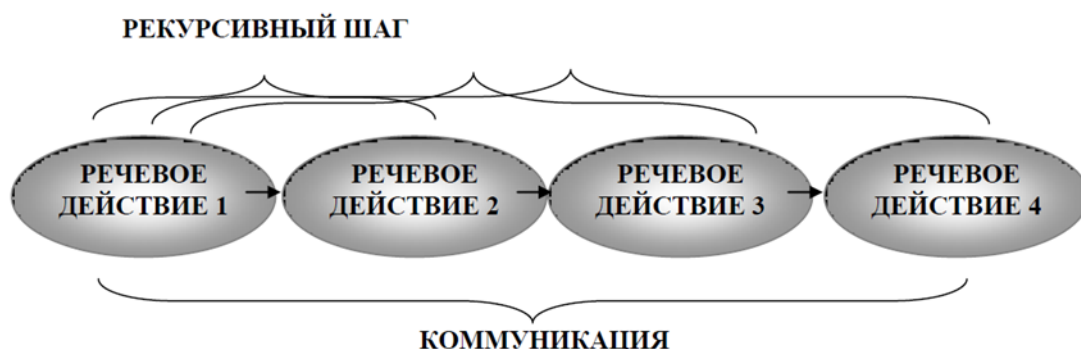 РЕКУРСИВНЫЙ ШАГ
РЕЧЕВОЕ
ДЕЙСТВИЕ 1
РЕЧЕВОЕ
ДЕЙСТВИЕ 2
РЕЧЕВОЕ
ДЕЙСТВИЕ 3
РЕЧЕВОЕ
ДЕЙСТВИЕ 4
КОММУНИКАЦИЯ